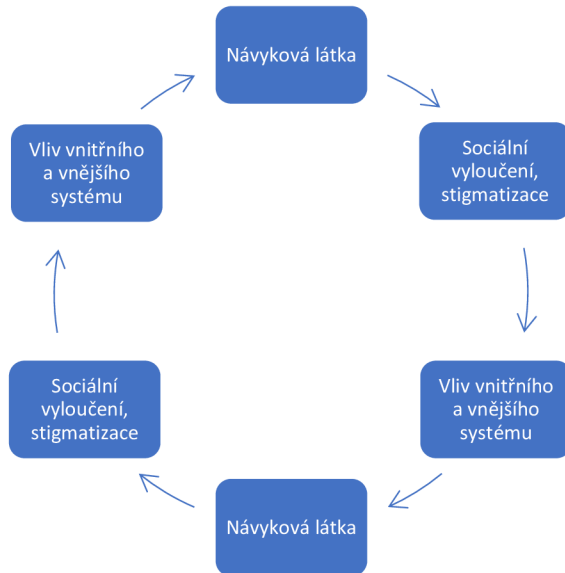 Návyková látka
Sociální
vyloučení,
stigmatizace
Vliv vnitřního
a vnějšího
systému
Návyková látka
Sociální
vyloučení,
stigmatizace
Vliv vnitřního
a vnějšího
systému